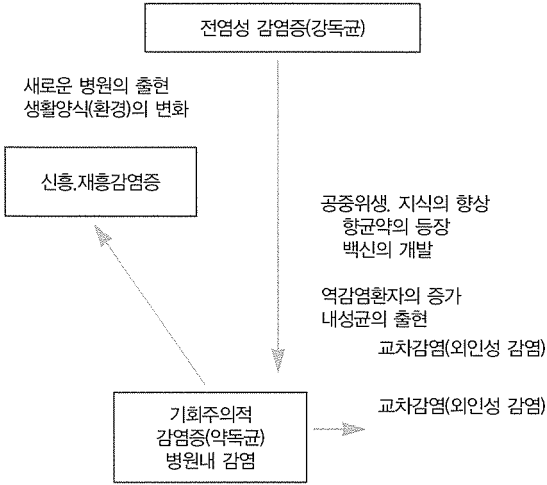 전염성 감염증(강독균)
새로운 병원의 출현
생활양식(환경)의 변화
신흥.재흥감염증
공중위생. 지식의 향상
향균약의 등장
백신의 개발
역감염환자의 증가
내성균의 출현
교차감염(외인성 감염)
교차감염(외인성 감염)
기회주의적
감염증(약독균)
병원내 감염